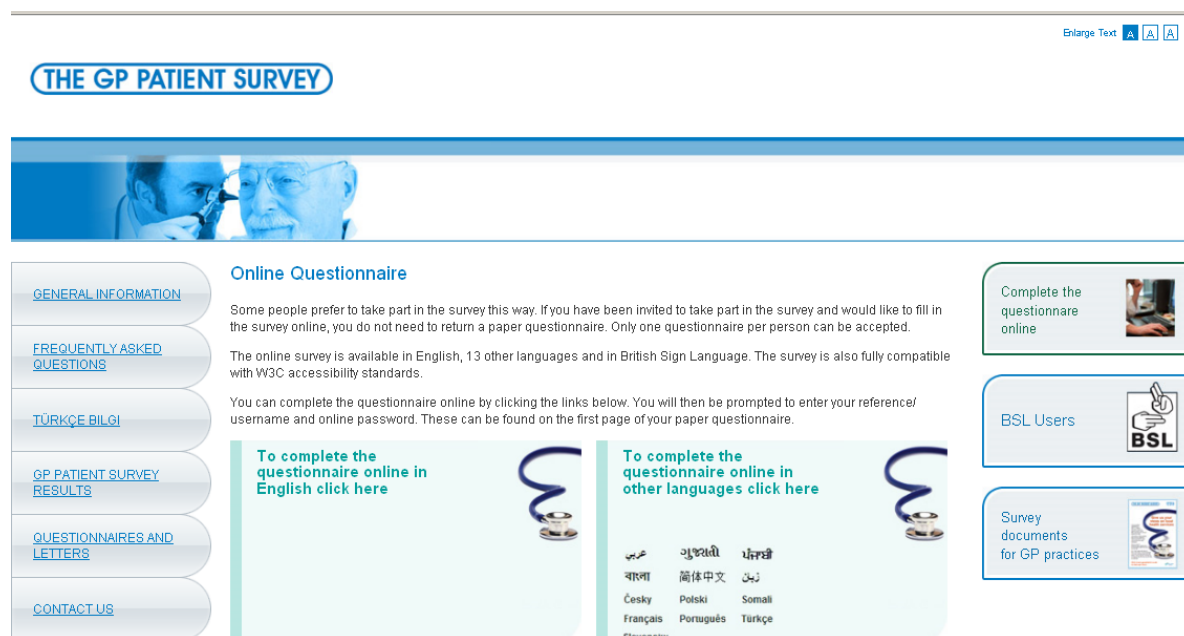 Enlarge Text A A A
THE GP PATIENT SURVEY
GENERAL INFORMATION
FREQUENTLY ASKED
QUESTIONS
TÜRKÇE BILGI
GP PATIENT SURVEY
RESULTS
QUESTIONNAIRES AND
LETTERS
CONTACT US
Online Questionnaire
Some people prefer to take part in the survey this way. If you have been invited to take part in the survey and would like to fill in
the survey online, you do not need to return a paper questionnaire. Only one questionnaire per person can be accepted.
The online survey is available in English, 13 other languages and in British Sign Language. The survey is also fully compatible
with W3C accessibility standards.
You can complete the questionnaire online by clicking the links below. You will then be prompted to enter your reference/
username and online password. These can be found on the first page of your paper questionnaire.
To complete the
questionnaire online in
English click here
To complete the
questionnaire online in
other languages click here
عربي ગુજરાતી ਪੰਜਾਬੀ
বাংলা 简体中文
Česky Polski Somali
Français Português Türkçe
Complete the
questionnare
online
BSL Users
BSL
Survey
documents
for GP practices